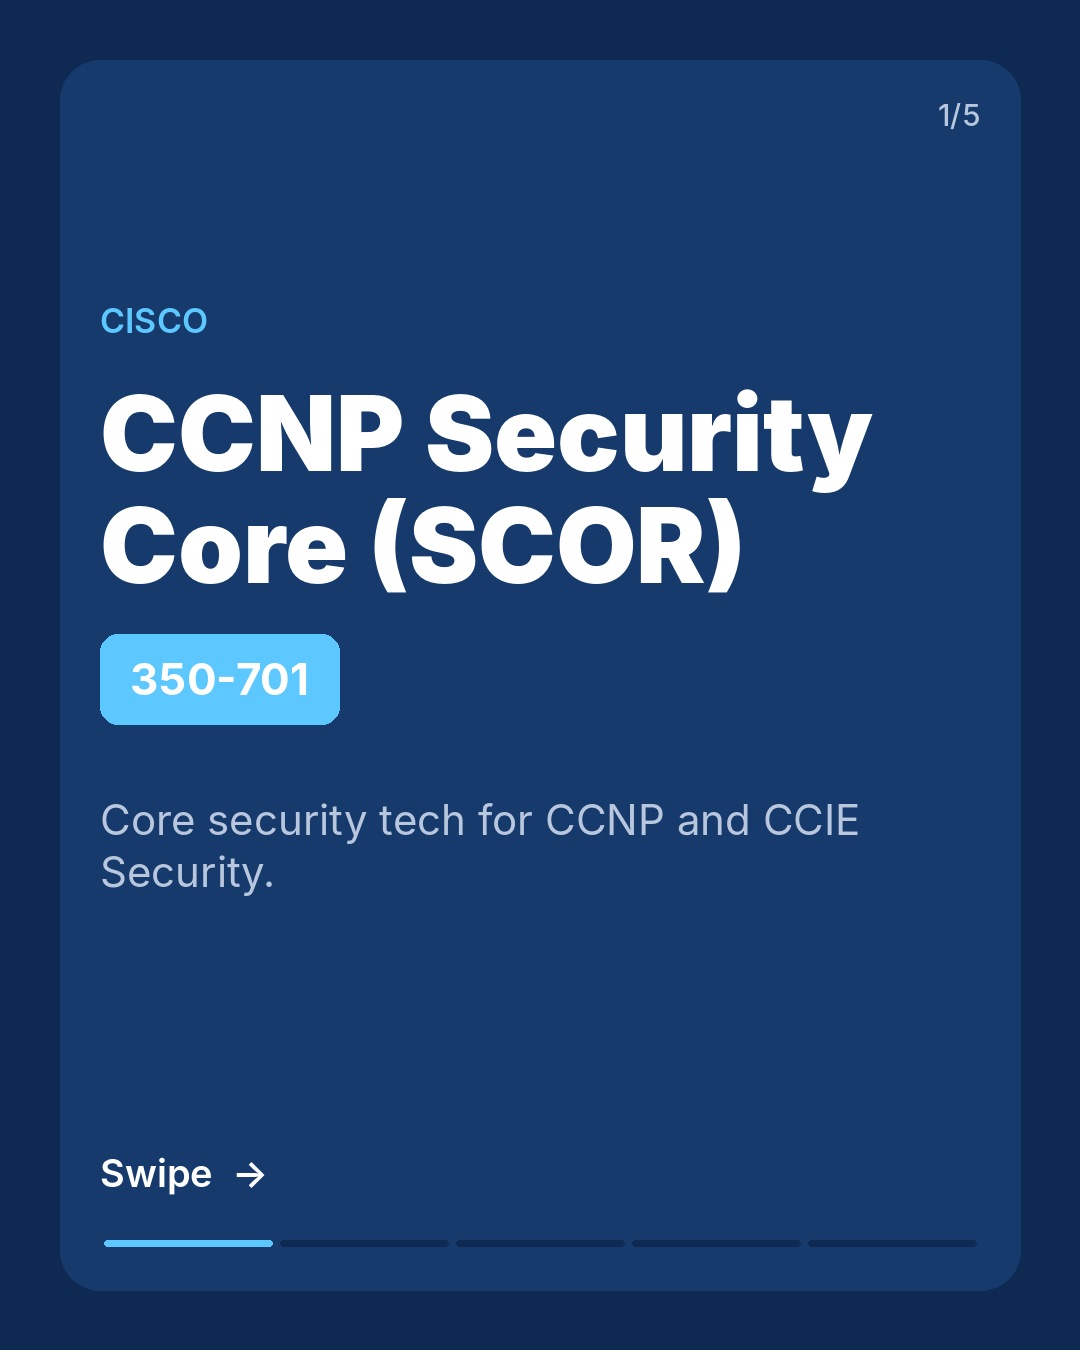 1/5
CISCO
CCNP Security
Core (SCOR)
350-701
Core security tech for CCNP and CCIE
Security.
Swipe →